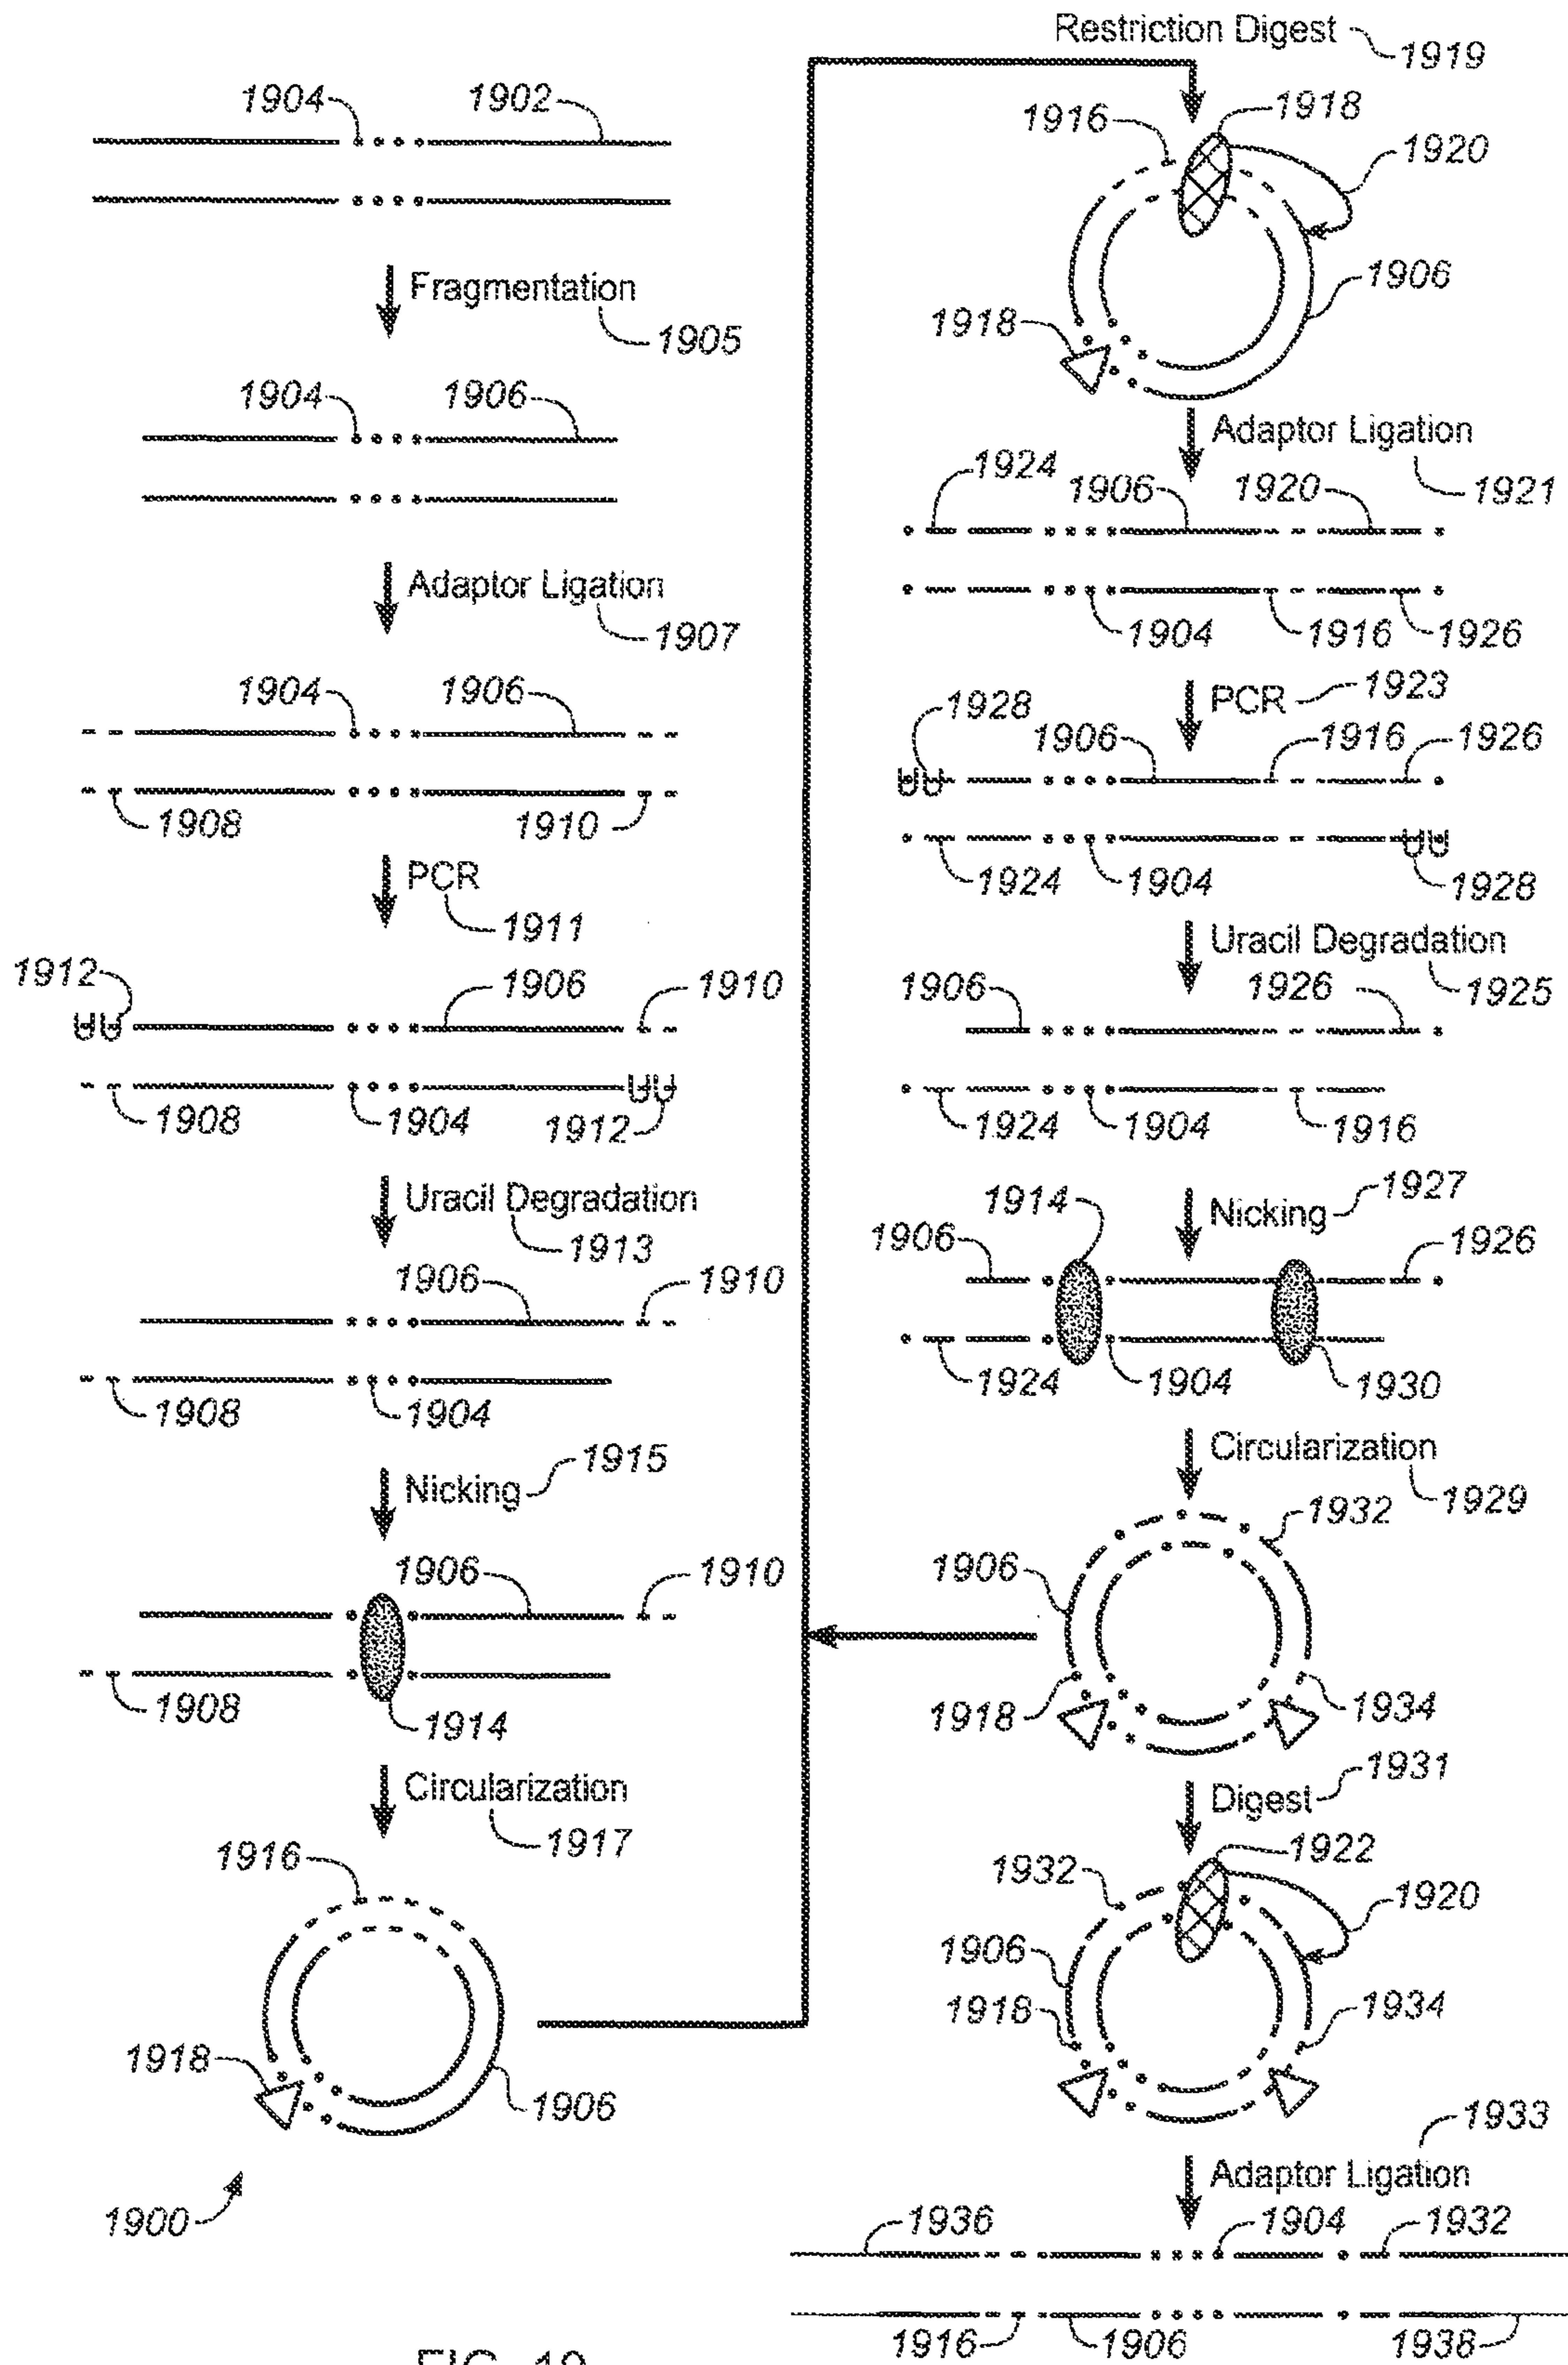 1904 1902
Fragmentation
1905
1904 1906
Adaptor Ligation
1907
1904 1906
1908 1910
PCR
1911
1912 1906 1910
UU
UU
1908 1904 1912
Uracil Degradation
1913
1906 1910
1908 1904
Nicking 1915
1906 1910
1908 1914
Circularization
1917
1916
1918 1906
1900
Restriction Digest 1919
1916 1918 1920
1906
1918
Adaptor Ligation
1921
1924 1906 1920
1904 1916 1926
PCR 1923
1928 1906 1916 1926
UU
UU
1924 1904 1928
Uracil Degradation
1925
1906 1926
1924 1904 1916
Nicking 1927
1914
1906 1926
1924 1904 1930
Circularization
1929
1932
1906
1918 1934
Digest 1931
1932 1922 1920
1906
1918 1934
Adaptor Ligation 1933
1936 1904 1932
1916 1906 1938